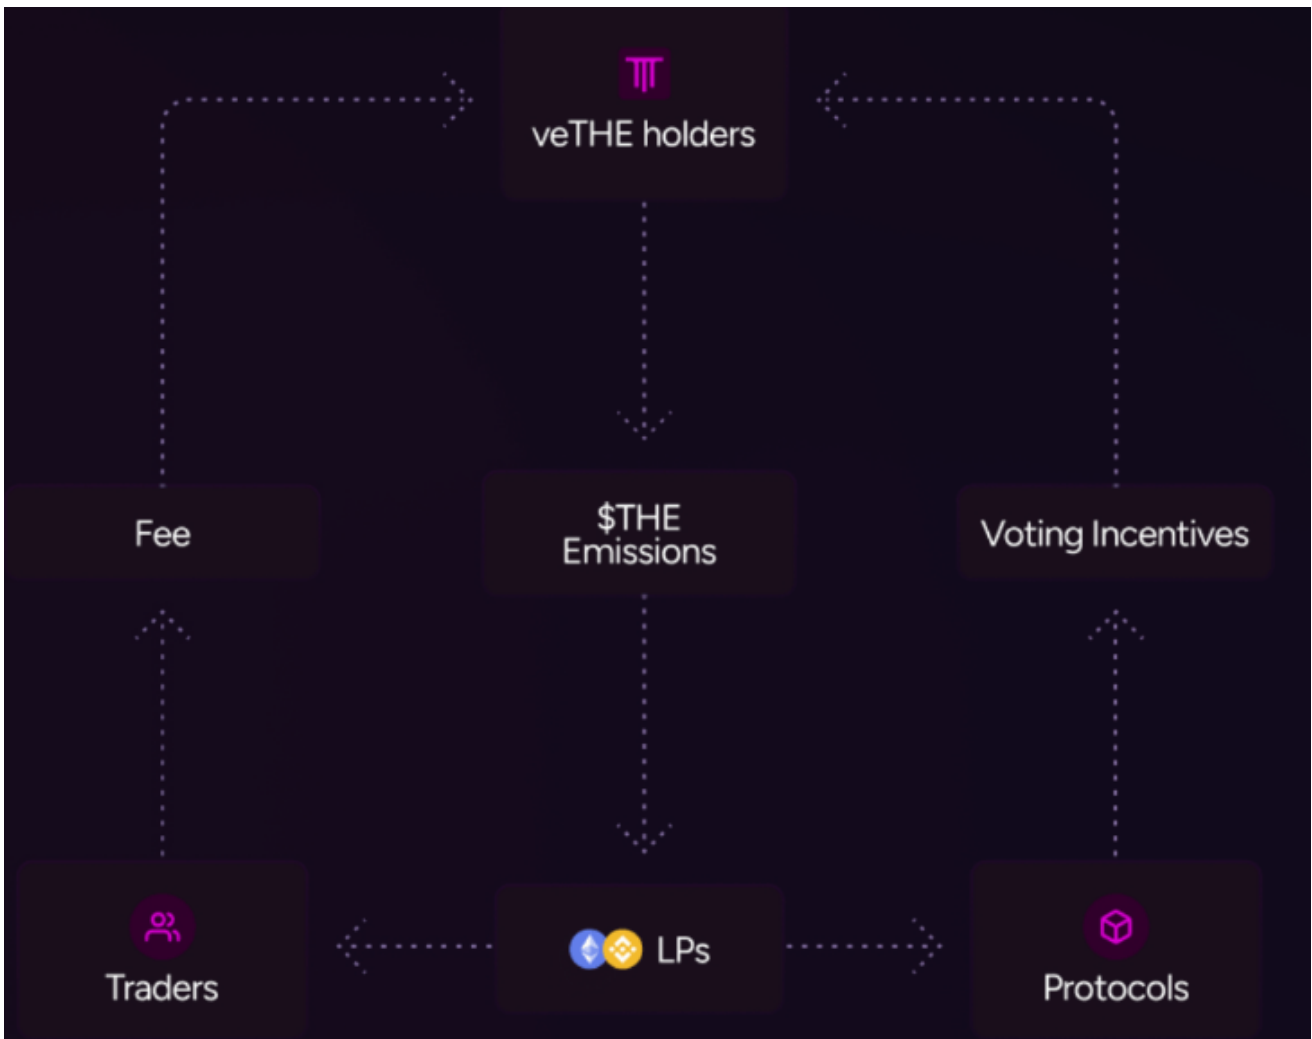 veTHE holders
Fee
$THE
Emissions
Voting Incentives
Traders
LPs
Protocols